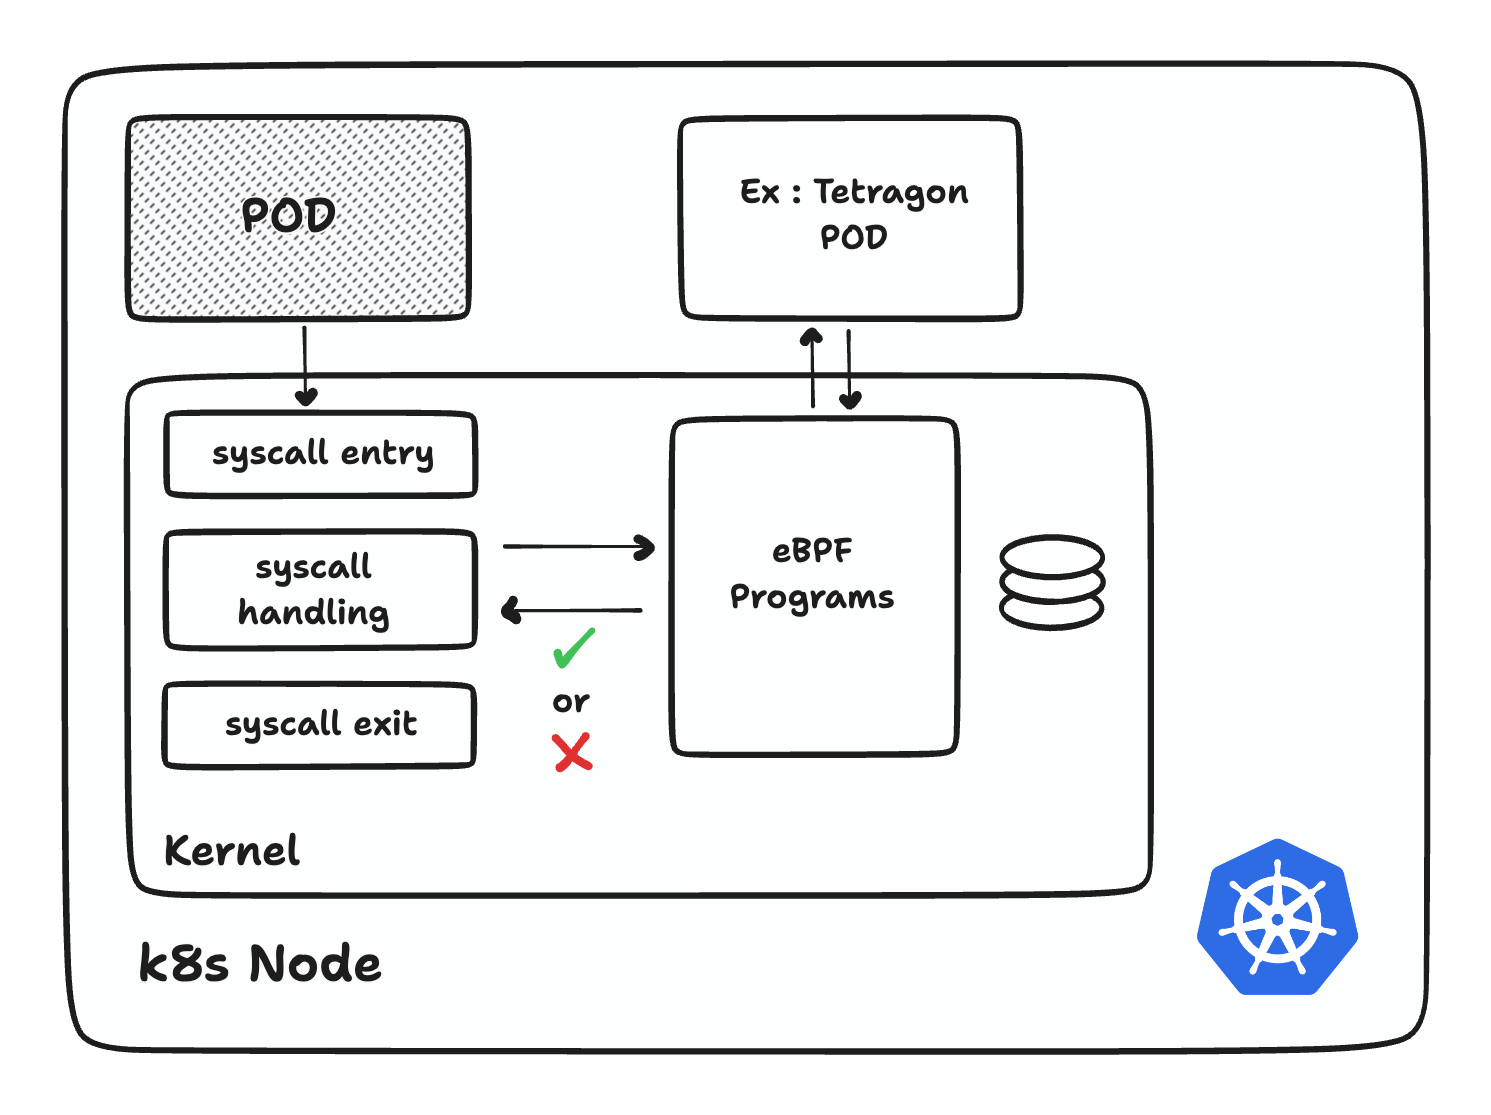 POD
Ex : Tetragon
POD
syscall entry
syscall
handling
syscall exit
or
eBPF
Programs
Kernel
k8s Node